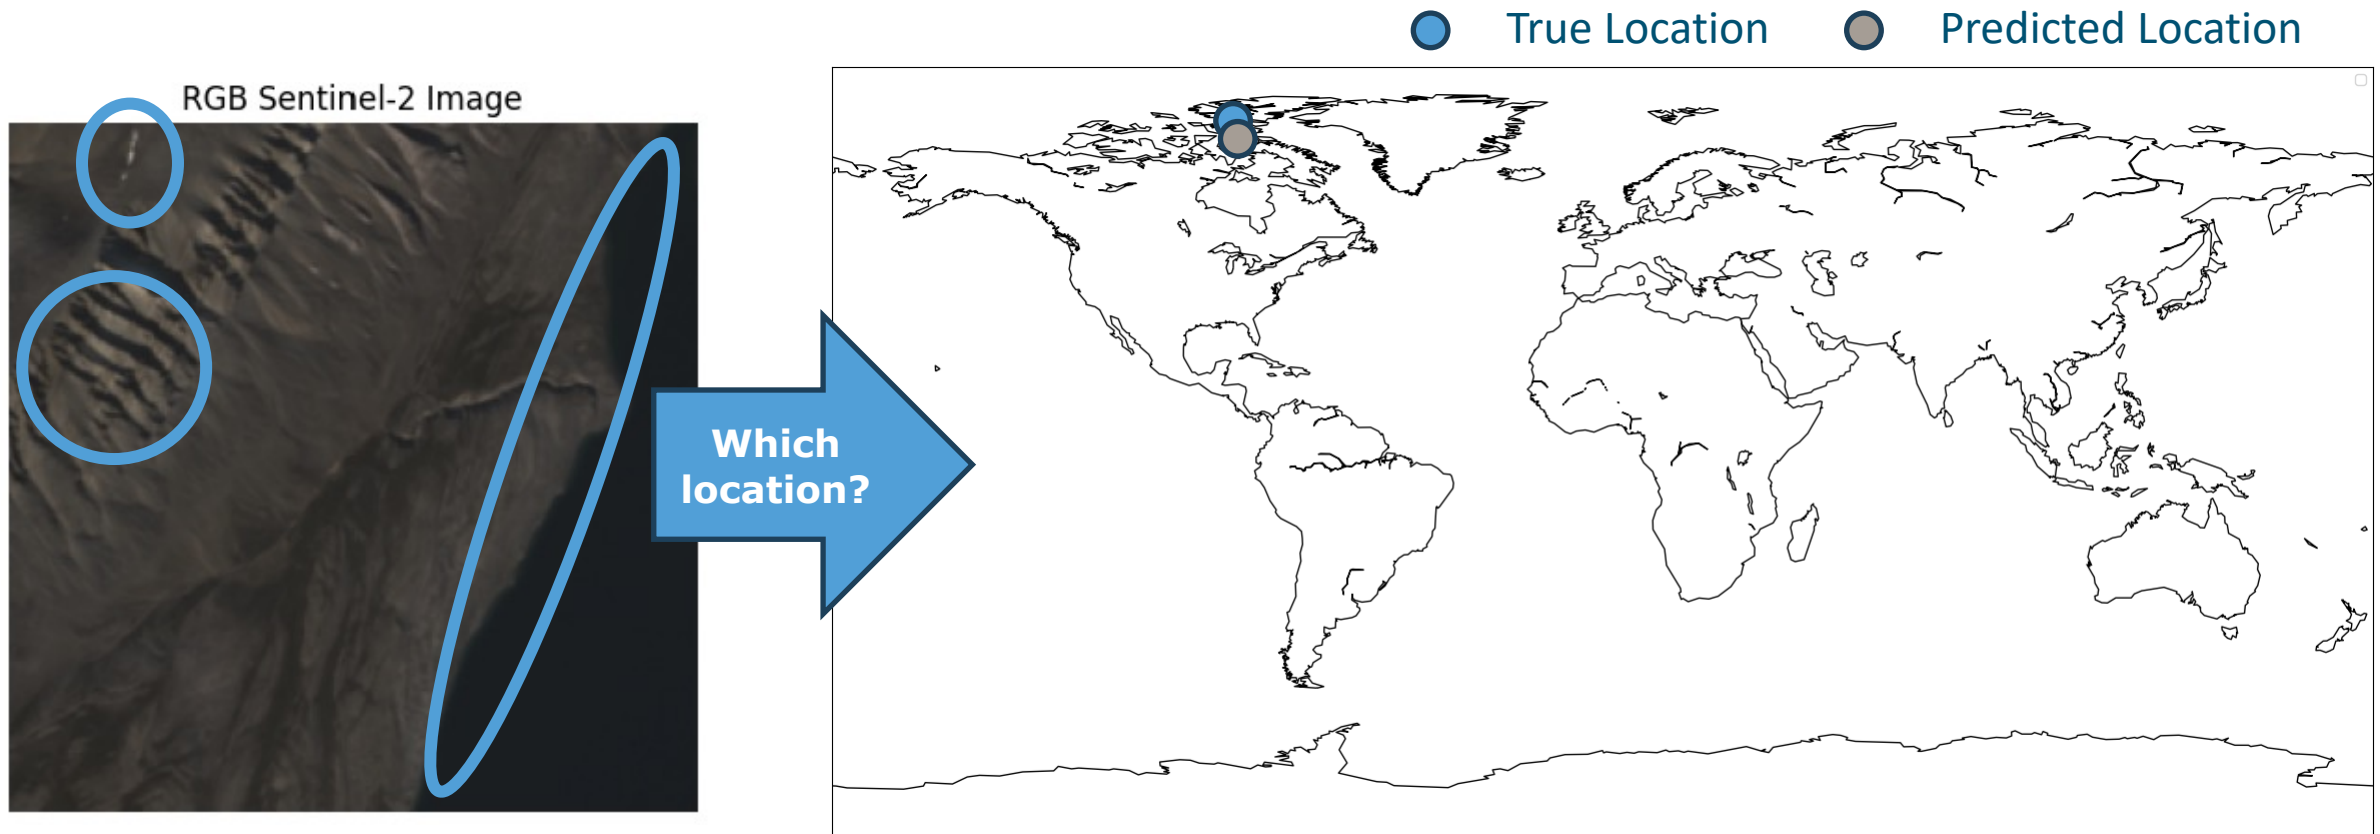 True Location
Predicted Location
RGB Sentinel-2 Image
Which
location?